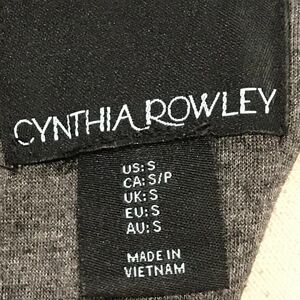 CYNTHIA ROWLEY
US: S
CA: S/P
UK: S
EU: S
AU: S
MADE IN
VIETNAM